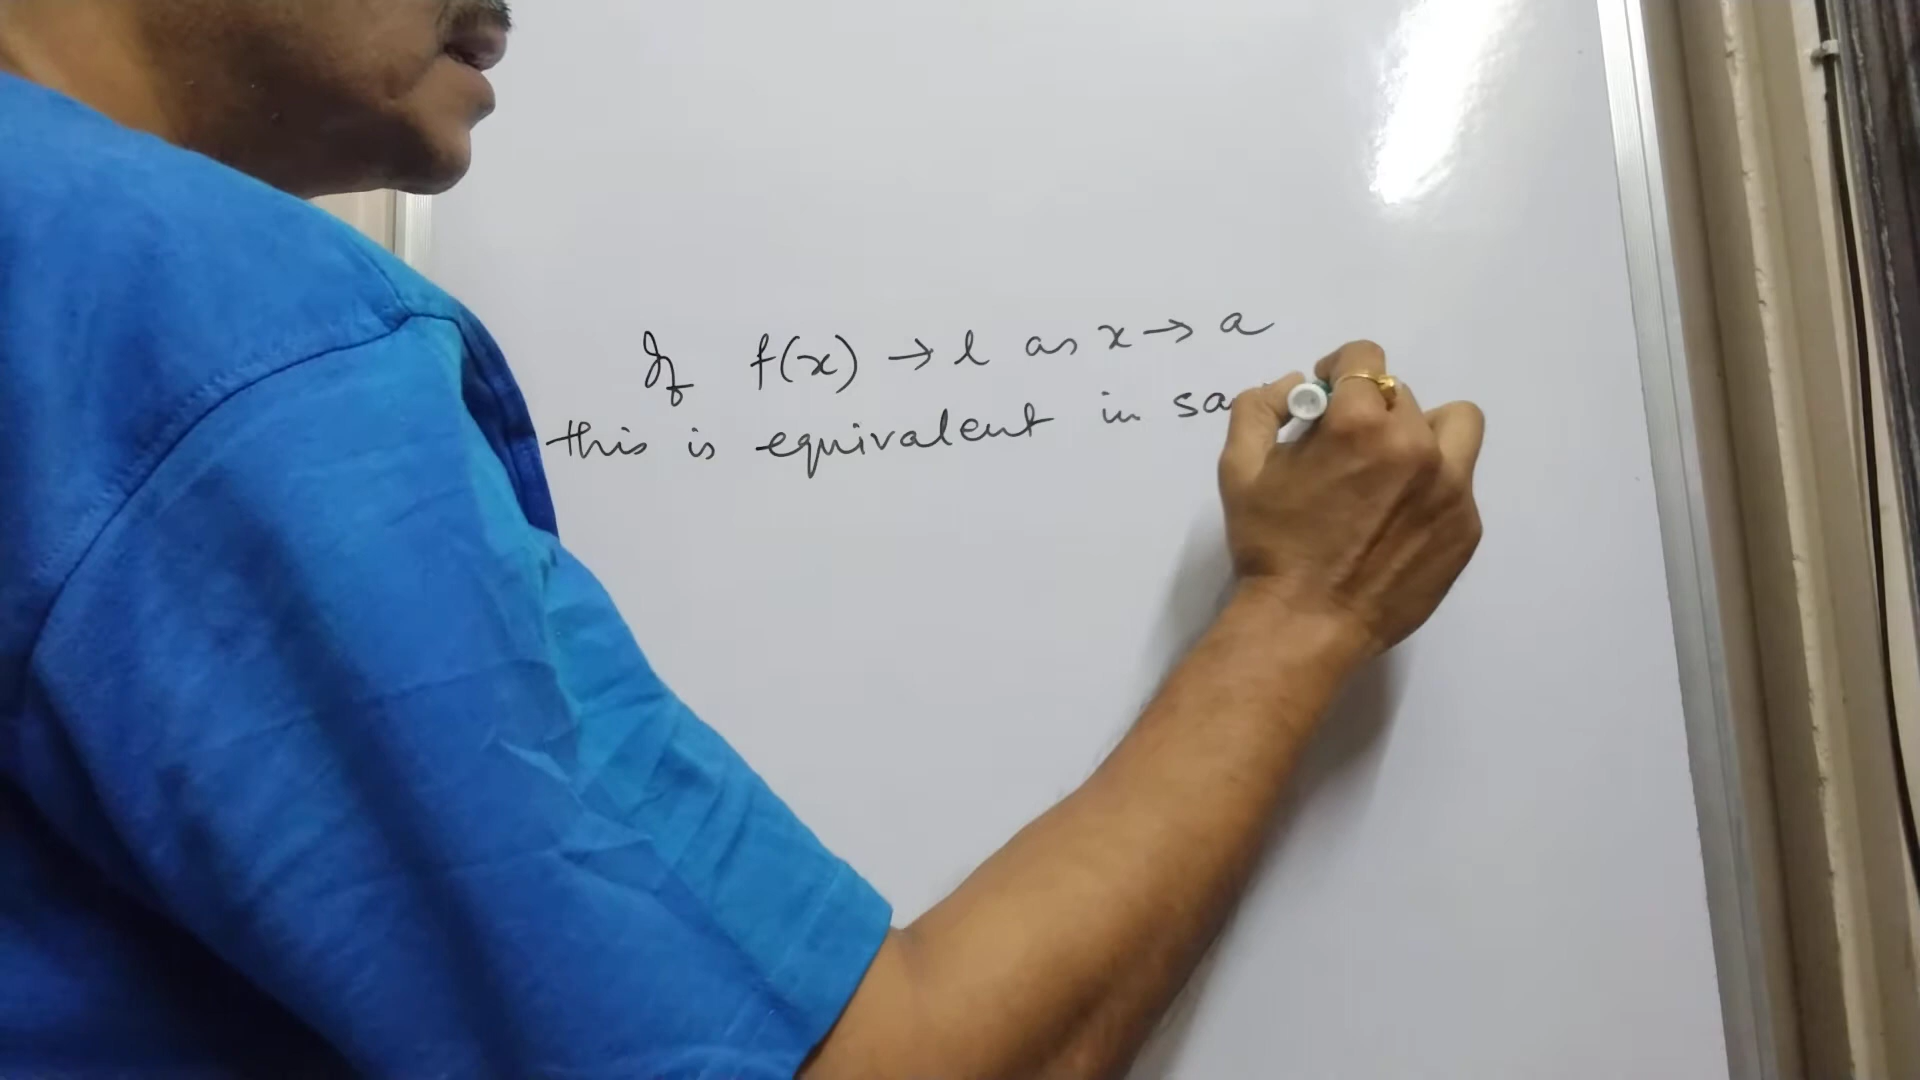 If f(x) → l as x → a
this is equivalent in sa